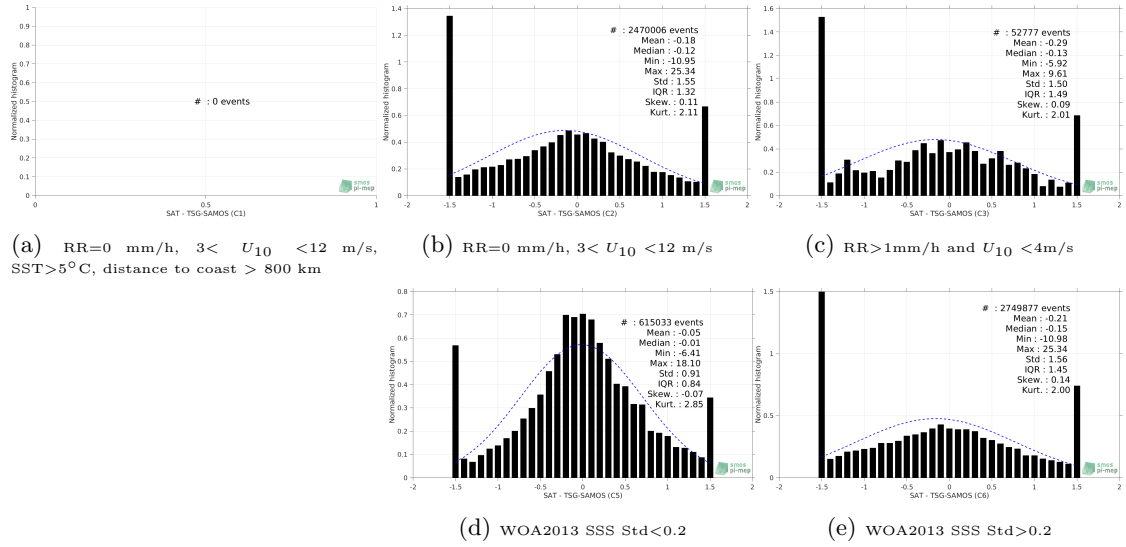 1
0.9
0.8
0.7
0.6
0.5
0.4
0.3
0.2
0.1
0
Normalized histogram
# : 0 events
0 0.5 1
SAT - TSG-SAMOS (C1)
smos
pi-mep
(a) RR=0 mm/h, 3< U10 <12 m/s,
SST>5°C, distance to coast > 800 km
1.6
1.4
1.2
1
0.8
0.6
0.4
0.2
0
Normalized histogram
# : 2470006 events
Mean : -0.18
Median : -0.12
Min : -10.95
Max : 25.34
Std : 1.55
IQR : 1.32
Skew. : 0.11
Kurt. : 2.11
-2 -1.5 -1 -0.5 0 0.5 1 1.5 2
SAT - TSG-SAMOS (C2)
smos
pi-mep
(b) RR=0 mm/h, 3< U10 <12 m/s
1.6
1.4
1.2
1
0.8
0.6
0.4
0.2
0
Normalized histogram
# : 52777 events
Mean : -0.29
Median : -0.13
Min : -5.92
Max : 9.61
Std : 1.50
IQR : 1.49
Skew. : 0.09
Kurt. : 2.01
-2 -1.5 -1 -0.5 0 0.5 1 1.5 2
SAT - TSG-SAMOS (C3)
smos
pi-mep
(c) RR>1mm/h and U10 <4m/s
0.8
0.7
0.6
0.5
0.4
0.3
0.2
0.1
0
Normalized histogram
# : 615033 events
Mean : -0.05
Median : -0.01
Min : -6.41
Max : 18.10
Std : 0.91
IQR : 0.84
Skew. : -0.07
Kurt. : 2.85
-2 -1.5 -1 -0.5 0 0.5 1 1.5 2
SAT - TSG-SAMOS (C5)
smos
pi-mep
(d) WOA2013 SSS Std<0.2
1.5
1
0.5
0
Normalized histogram
# : 2749877 events
Mean : -0.21
Median : -0.15
Min : -10.98
Max : 25.34
Std : 1.56
IQR : 1.45
Skew. : 0.14
Kurt. : 2.00
-2 -1.5 -1 -0.5 0 0.5 1 1.5 2
SAT - TSG-SAMOS (C6)
smos
pi-mep
(e) WOA2013 SSS Std>0.2